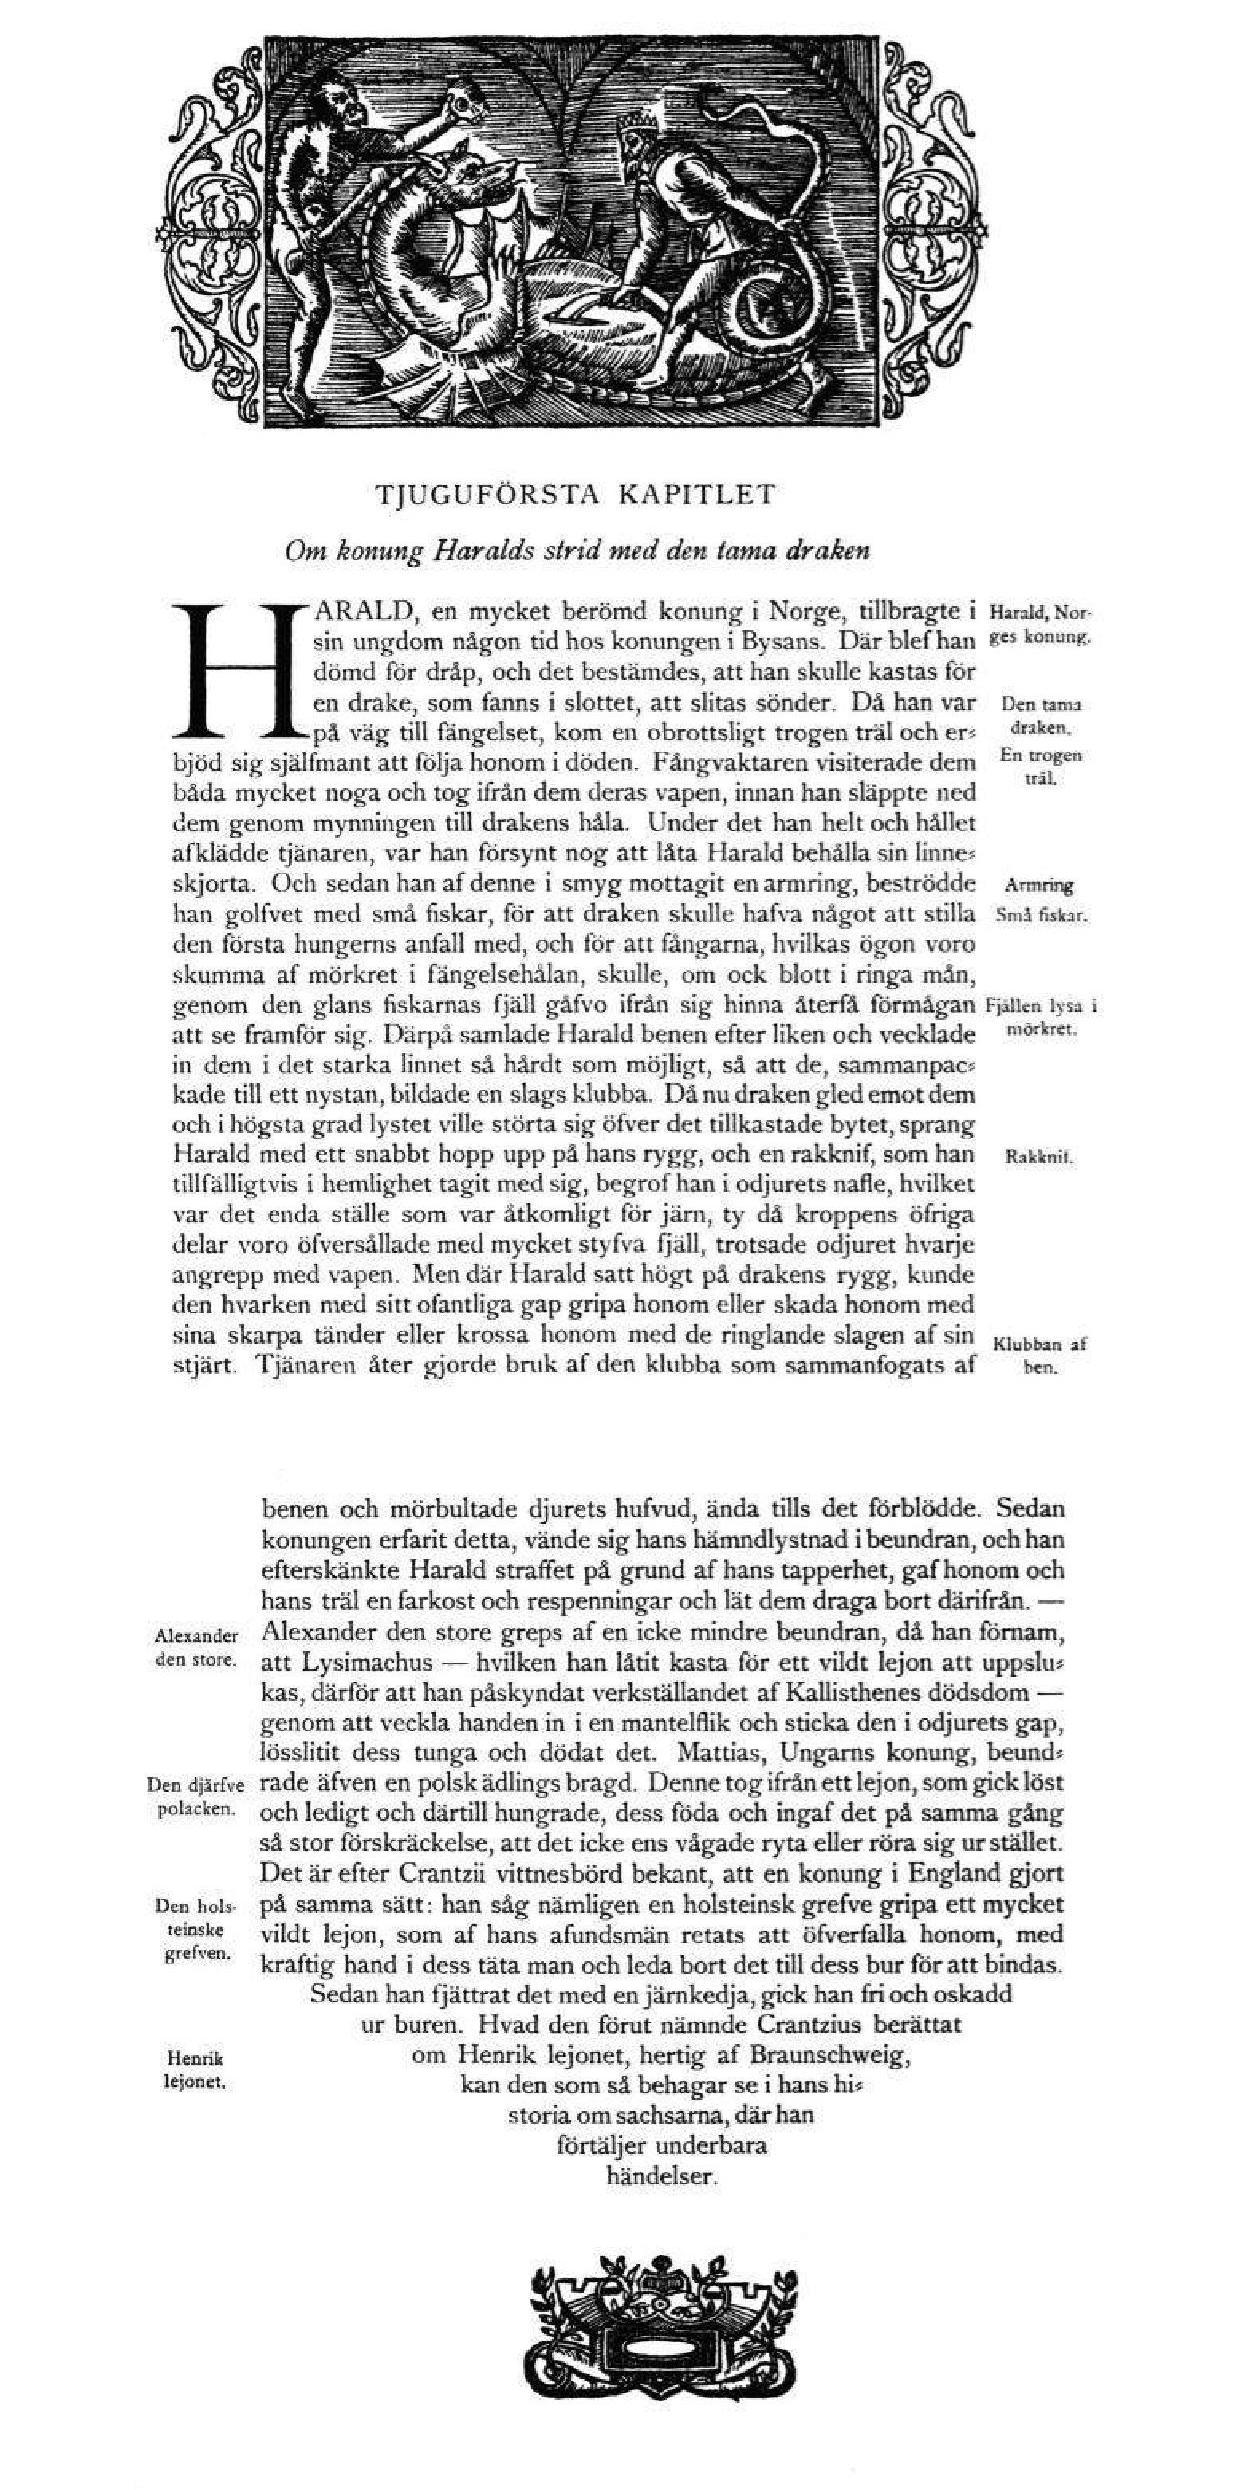 TJUGUFÖRSTA KAPITLET
Om konung Haralds strid med den tama draken
HARALD, en mycket berömd konung i Norge, tillbragte i
sin ungdom någon tid hos konungen i Bysans. Där blef han
dömd för dråp, och det bestämdes, att han skulle kastas för
en drake, som fanns i slottet, att slitas sönder. Då han var
på väg till fängelset, kom en obrottsligt trogen träl och er-
bjöd sig själfmant att följa honom i döden. Fångvaktaren visiterade dem
båda mycket noga och tog ifrån dem deras vapen, innan han släppte ned
dem genom mynningen till drakens håla. Under det han helt och hållet
afklädde tjänaren, var han försynt nog att låta Harald behålla sin linne-
skjorta. Och sedan han af denne i smyg mottagit en armring, beströdde
han golfvet med små fiskar, för att draken skulle hafva något att stilla
den första hungerns anfall med, och för att fångarna, hvilkas ögon voro
skumma af mörkret i fängelsehålan, skulle, om ock blott i ringa mån,
genom den glans fiskarnas fjäll gåfvo ifrån sig hinna återfå förmågan
att se framför sig. Därpå samlade Harald benen efter liken och vecklade
in dem i det starka linnet så hårdt som möjligt, så att de, sammanpac-
kade till ett nystan, bildade en slags klubba. Då nu draken gled emot dem
och i högsta grad lystet ville störta sig öfver det tillkastade bytet, sprang
Harald med ett snabbt hopp upp på hans rygg, och en rakknif, som han
tillfälligtvis i hemlighet tagit med sig, begrof han i odjurets nafle, hvilket
var det enda ställe som var åtkomligt för järn, ty då kroppens öfriga
delar voro öfversållade med mycket styfva fjäll, trotsade odjuret hvarje
angrepp med vapen. Men där Harald satt högt på drakens rygg, kunde
den hvarken med sitt ofantliga gap gripa honom eller skada honom med
sina skarpa tänder eller krossa honom med de ringlande slagen af sin
stjärt. Tjänaren åter gjorde bruk af den klubba som sammanfogats af
Harald, Nor-
ges konung.
Den tama
draken.
En trogen
träl.
Armring
Små fiskar.
Fjällen lysa i
mörkret.
Rakknif.
Klubban af
ben.
benen och mörbultade djurets hufvud, ända tills det förblödde. Sedan
konungen erfarit detta, vände sig hans hämndlystnad i beundran, och han
efterskänkte Harald straffet på grund af hans tapperhet, gaf honom och
hans träl en farkost och respenningar och lät dem draga bort därifrån. —
Alexander den store greps af en icke mindre beundran, då han förnam,
att Lysimachus — hvilken han låtit kasta för ett vildt lejon att uppslu-
kas, därför att han påskyndat verkställandet af Kallisthenes dödsdom —
genom att veckla handen in i en mantelflik och sticka den i odjurets gap,
lösslitit dess tunga och dödat det. Mattias, Ungarns konung, beund-
rade äfven en polsk ädlings bragd. Denne tog ifrån ett lejon, som gick löst
och ledigt och därtill hungrade, dess föda och ingaf det på samma gång
så stor förskräckelse, att det icke ens vågade ryta eller röra sig ur stället.
Det är efter Crantzii vittnesbörd bekant, att en konung i England gjort
på samma sätt: han såg nämligen en holsteinsk grefve gripa ett mycket
vildt lejon, som af hans afundsmän retats att öfverfalla honom, med
kraftig hand i dess täta man och leda bort det till dess bur för att bindas.
Sedan han fjättrat det med en järnkedja, gick han fri och oskadd
ur buren. Hvad den förut nämnde Crantzius berättat
om Henrik lejonet, hertig af Braunschweig,
kan den som så behagar se i hans hi-
storia om sachsarna, där han
förtäljer underbara
händelser.
Alexander
den store.
Den djärfve
polacken.
Den hols-
teinske
grefven.
Henrik
lejonet.